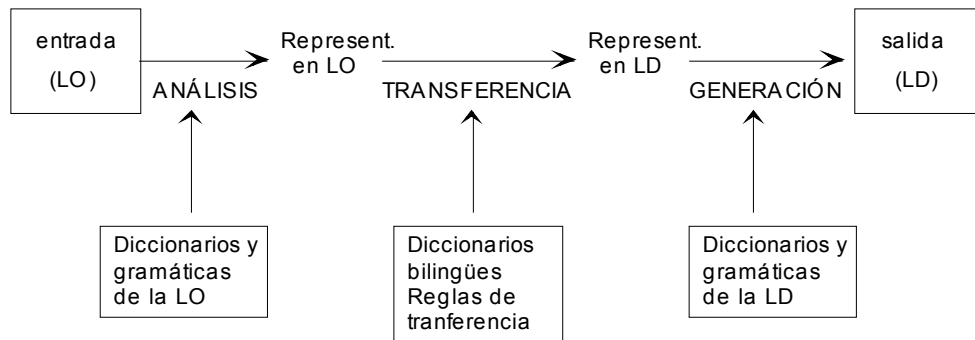 entrada
(LO)
Represent.
en LO
Represent.
en LD
salida
(LD)
ANÁLISIS
TRANSFERENCIA
GENERACIÓN
Diccionarios y
gramáticas
de la LO
Diccionarios
bilingües
Reglas de
tranferencia
Diccionarios y
gramáticas
de la LD